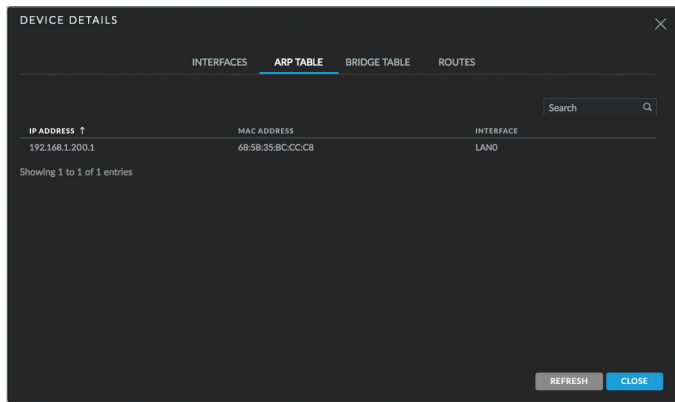 DEVICE DETAILS
INTERFACES ARP TABLE BRIDGE TABLE ROUTES
Search
IP ADDRESS ↑ MAC ADDRESS INTERFACE
192.168.1.200.1 68:5B:35:BC:CC:C8 LAN0
Showing 1 to 1 of 1 entries
REFRESH CLOSE